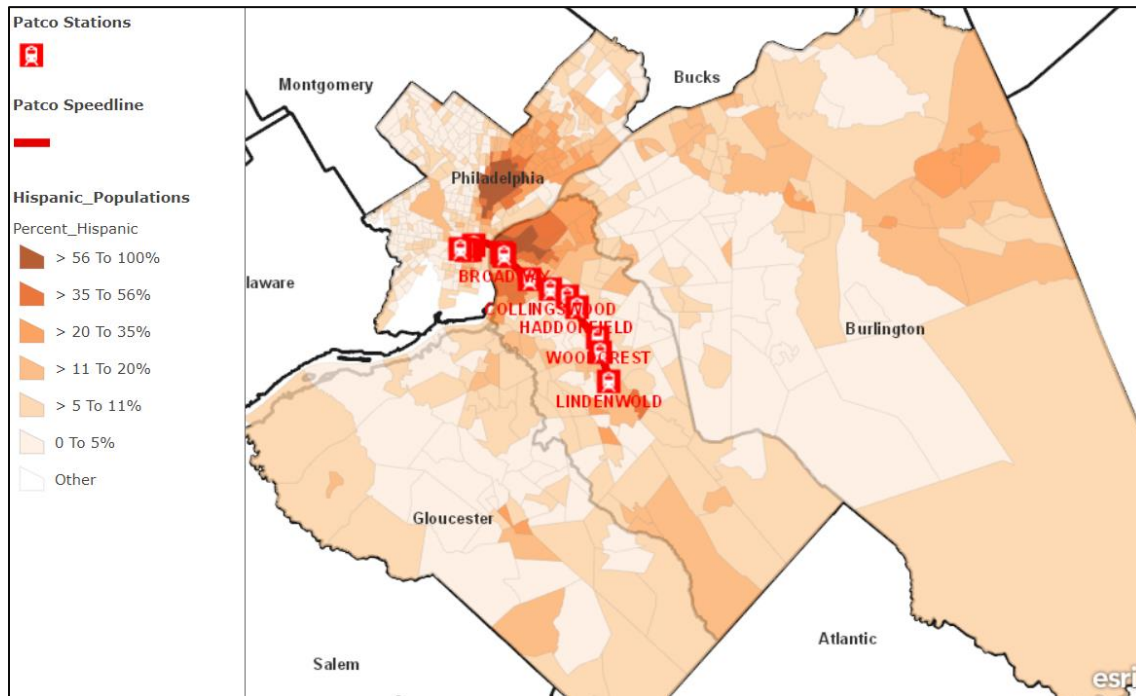 Patco Stations
Patco Speedline
Hispanic_Populations
Percent_Hispanic
> 56 To 100%
> 35 To 56%
> 20 To 35%
> 11 To 20%
> 5 To 11%
0 To 5%
Other
Montgomery
Bucks
Philadelphia
laware
BROADWAY
COLLINGSWOOD
HADDONFIELD
Burlington
WOODCREST
LINDENWOLD
Gloucester
Atlantic
Salem
esri